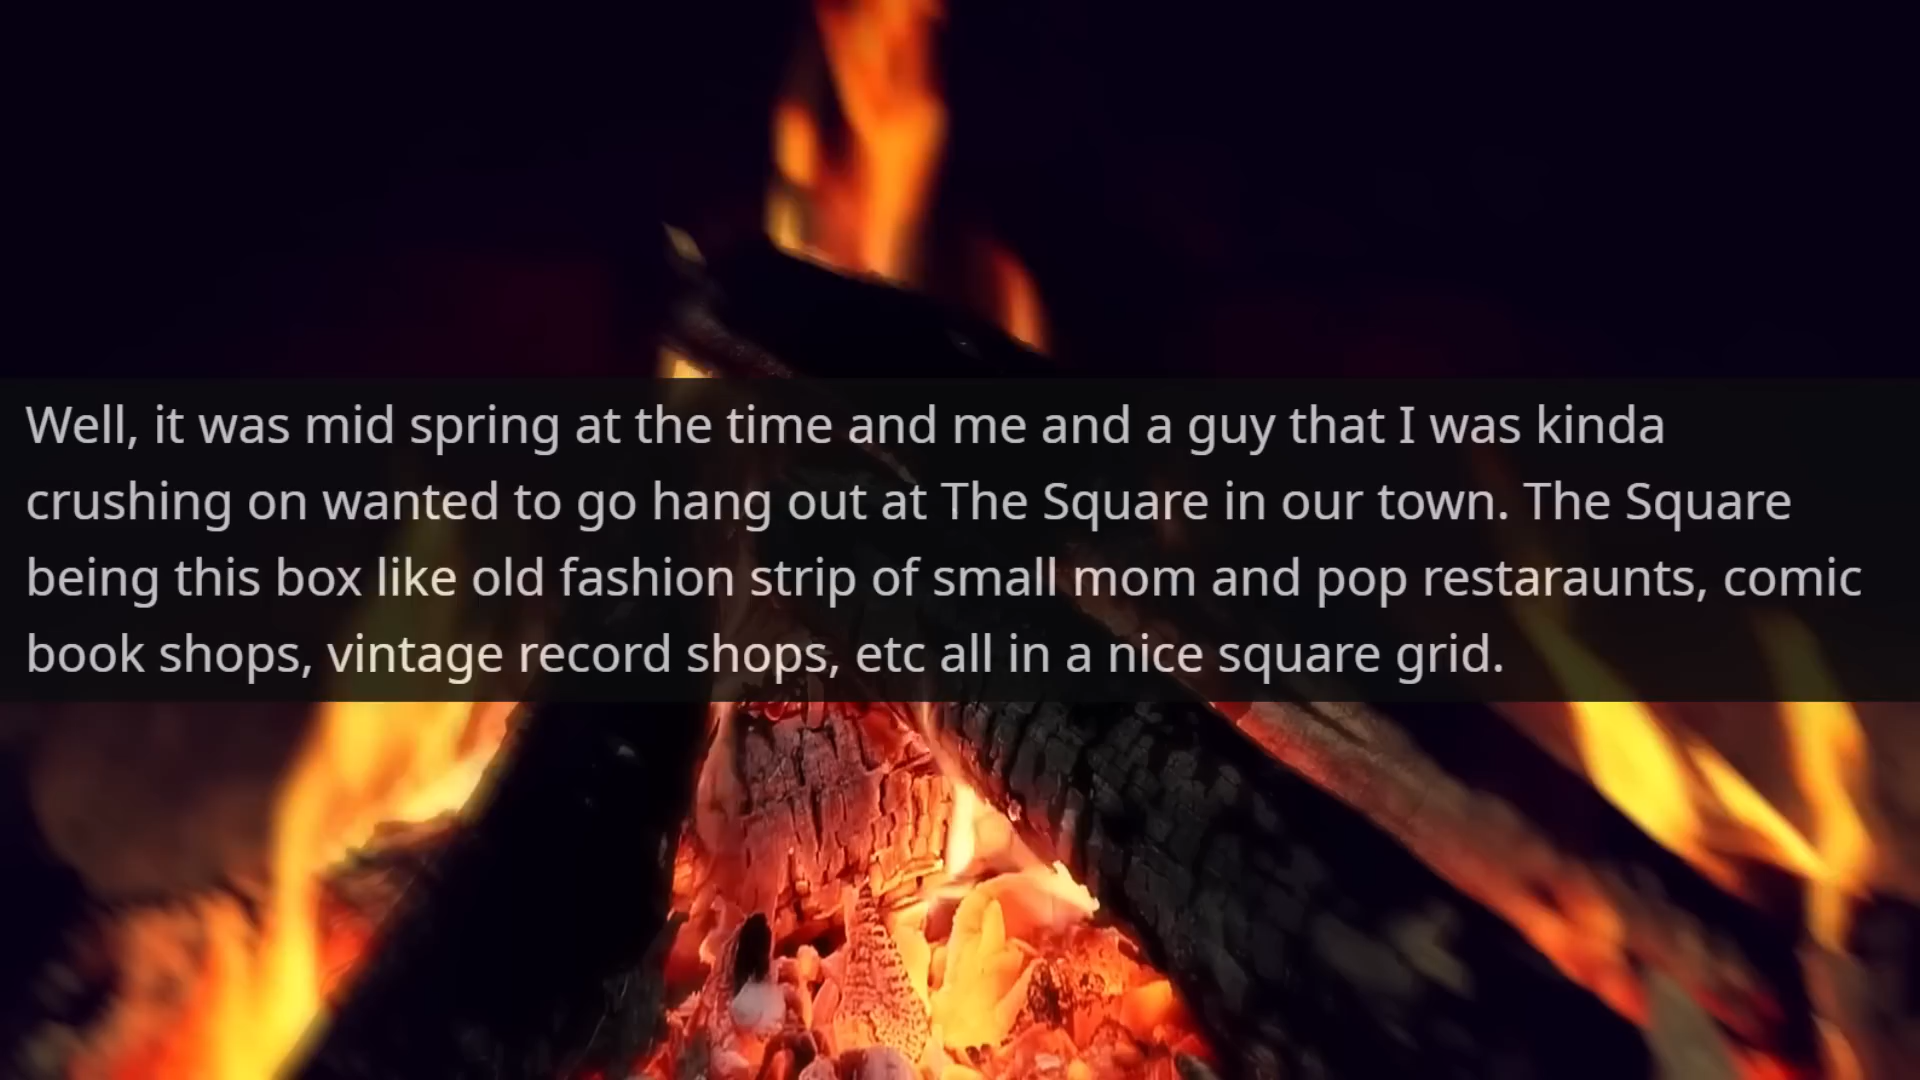 Well, it was mid spring at the time and me and a guy that I was kinda
crushing on wanted to go hang out at The Square in our town. The Square
being this box like old fashion strip of small mom and pop restaraunts, comic
book shops, vintage record shops, etc all in a nice square grid.